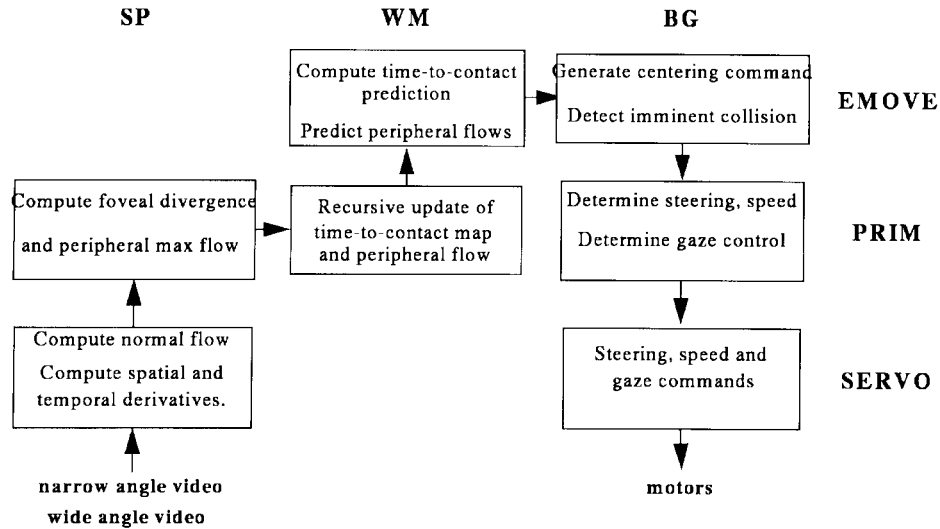 SP
WM
BG
Compute time-to-contact
prediction
Predict peripheral flows
Generate centering command
Detect imminent collision
EMOVE
Compute foveal divergence
and peripheral max flow
Recursive update of
time-to-contact map
and peripheral flow
Determine steering, speed
Determine gaze control
PRIM
Compute normal flow
Compute spatial and
temporal derivatives.
Steering, speed and
gaze commands
SERVO
narrow angle video
wide angle video
motors